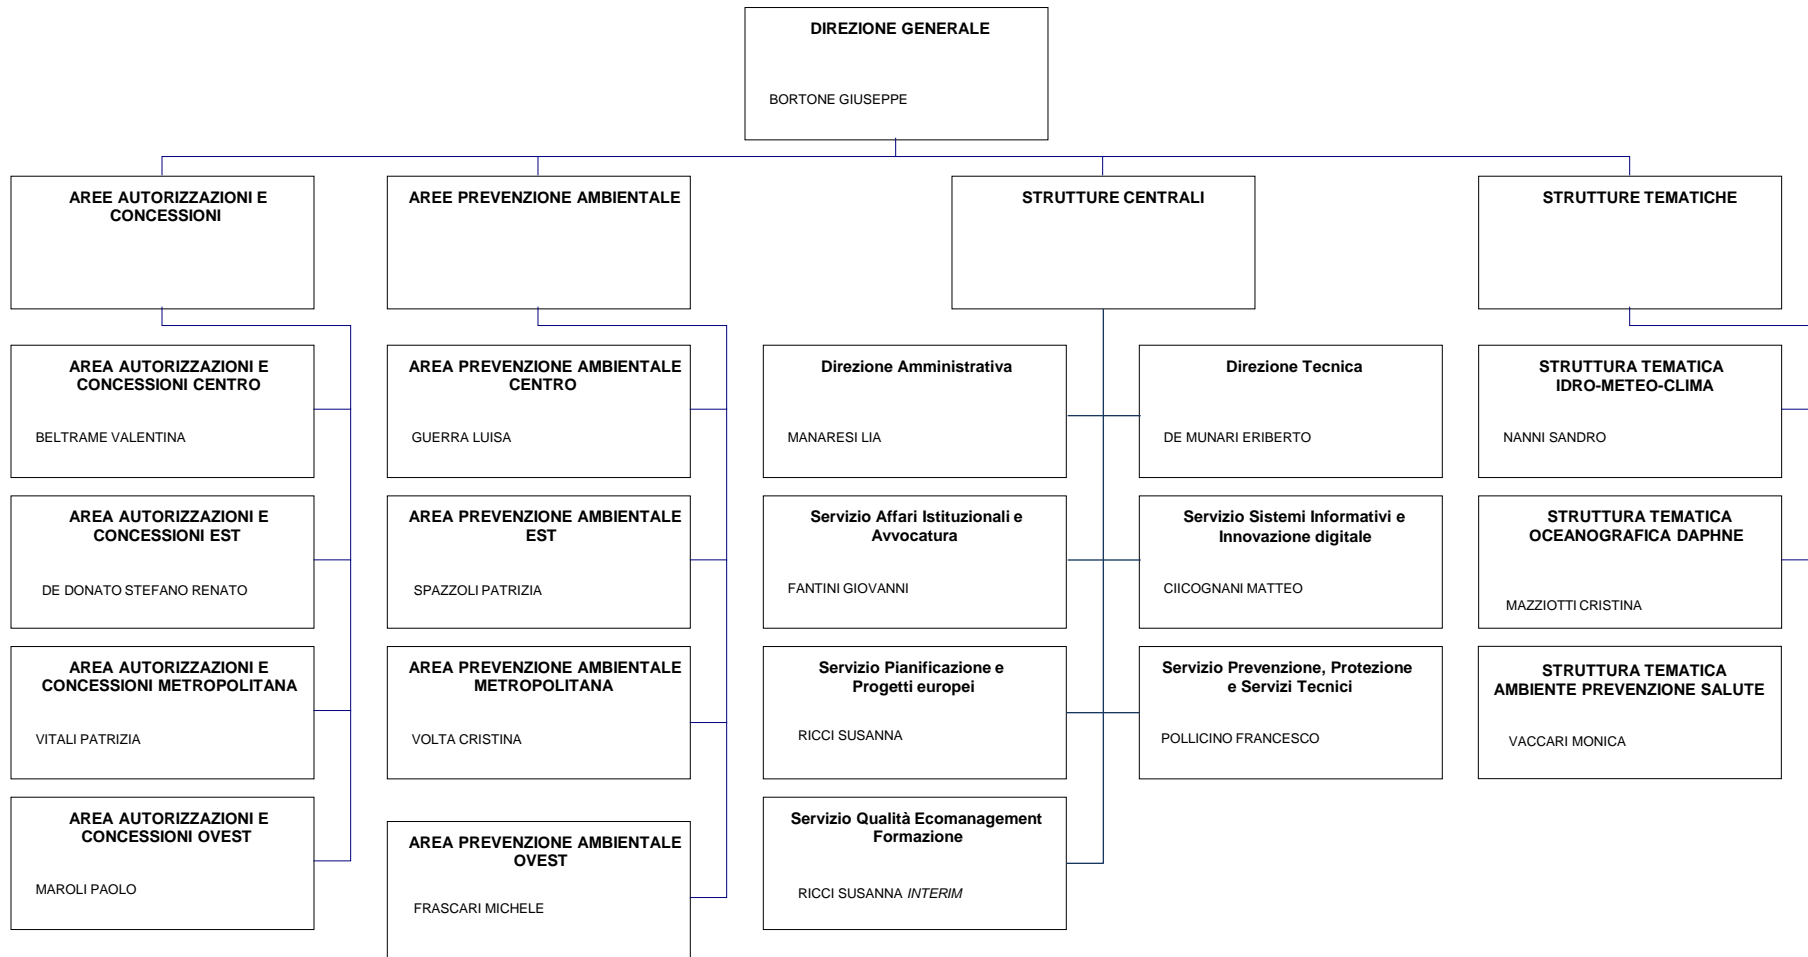 DIREZIONE GENERALE
BORTONE GIUSEPPE
AREE AUTORIZZAZIONI E
CONCESSIONI
AREE PREVENZIONE AMBIENTALE
STRUTTURE CENTRALI
STRUTTURE TEMATICHE
AREA AUTORIZZAZIONI E
CONCESSIONI CENTRO
BELTRAME VALENTINA
AREA PREVENZIONE AMBIENTALE
CENTRO
GUERRA LUISA
Direzione Amministrativa
MANARESI LIA
Direzione Tecnica
DE MUNARI ERIBERTO
STRUTTURA TEMATICA
IDRO-METEO-CLIMA
NANNI SANDRO
AREA AUTORIZZAZIONI E
CONCESSIONI EST
DE DONATO STEFANO RENATO
AREA PREVENZIONE AMBIENTALE
EST
SPAZZOLI PATRIZIA
Servizio Affari Istituzionali e
Avvocatura
FANTINI GIOVANNI
Servizio Sistemi Informativi e
Innovazione digitale
CIICOGNANI MATTEO
STRUTTURA TEMATICA
OCEANOGRAFICA DAPHNE
MAZZIOTTI CRISTINA
AREA AUTORIZZAZIONI E
CONCESSIONI METROPOLITANA
VITALI PATRIZIA
AREA PREVENZIONE AMBIENTALE
METROPOLITANA
VOLTA CRISTINA
Servizio Pianificazione e
Progetti europei
RICCI SUSANNA
Servizio Prevenzione, Protezione
e Servizi Tecnici
POLLICINO FRANCESCO
STRUTTURA TEMATICA
AMBIENTE PREVENZIONE SALUTE
VACCARI MONICA
AREA AUTORIZZAZIONI E
CONCESSIONI OVEST
MAROLI PAOLO
AREA PREVENZIONE AMBIENTALE
OVEST
FRASCARI MICHELE
Servizio Qualità Ecomanagement
Formazione
RICCI SUSANNA INTERIM